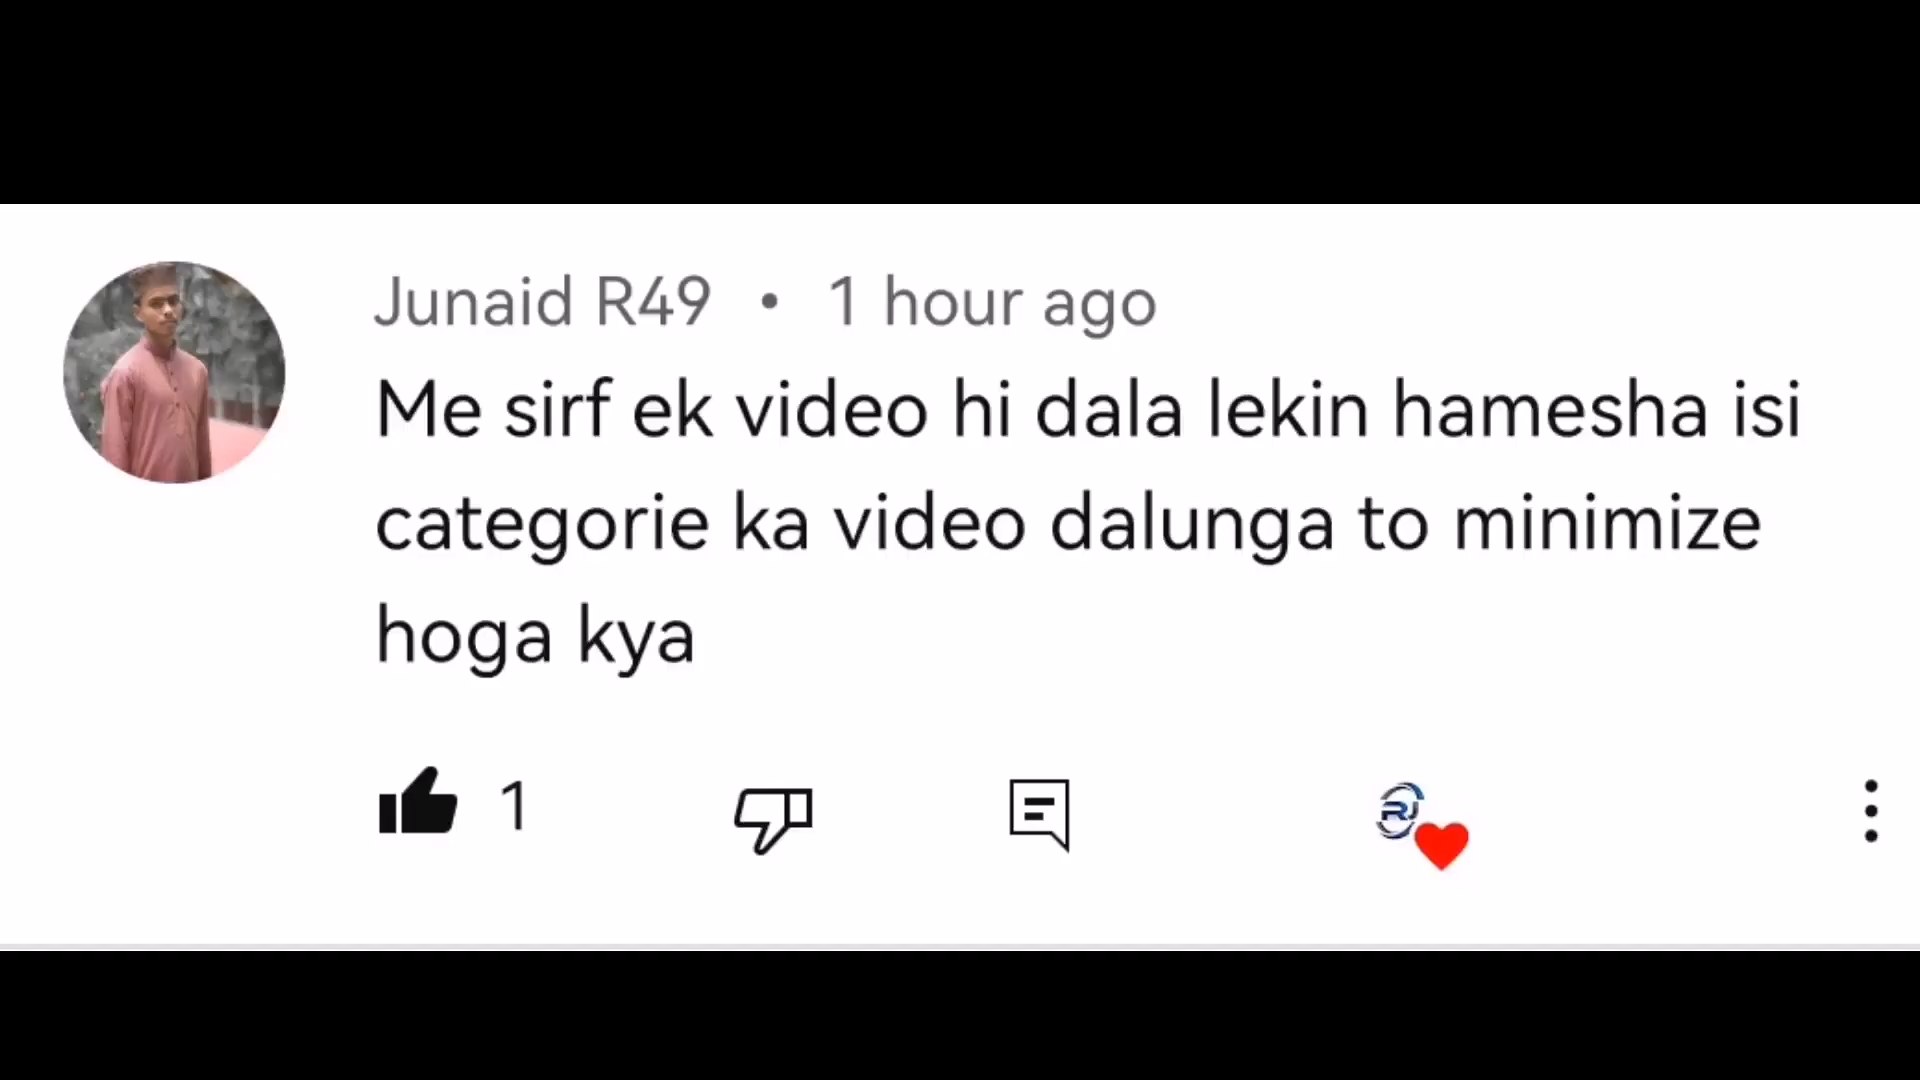 Junaid R49 • 1 hour ago
Me sirf ek video hi dala lekin hamesha isi
categorie ka video dalunga to minimize
hoga kya
1
RJ